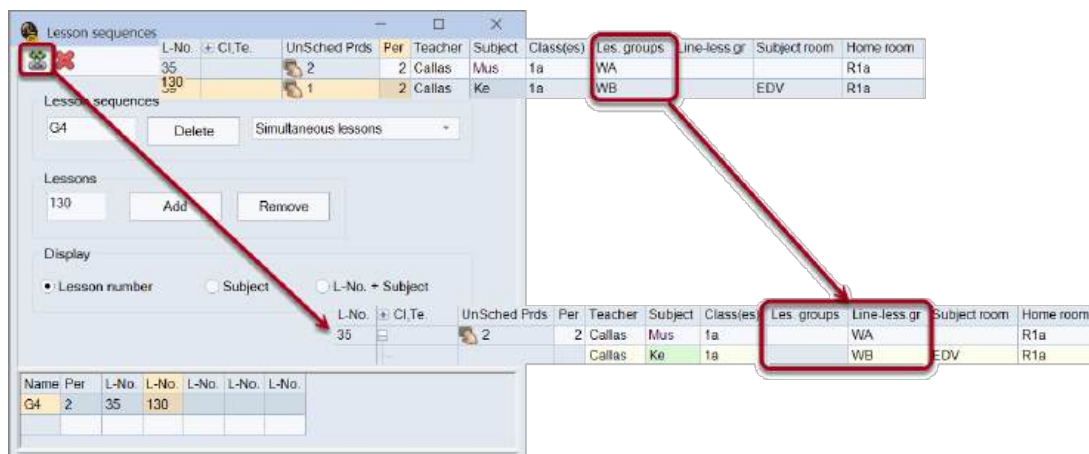 Lesson sequences
L-No. + Cl,Te. UnSched Prds Per Teacher Subject Class(es) Les. groups Line-less.gr Subject room Home room
35 2 2 Callas Mus 1a WA R1a
130 1 2 Callas Ke 1a WB EDV R1a
Lesson sequences
G4 Delete Simultaneous lessons
Lessons
130 Add Remove
Display
Lesson number Subject L-No. + Subject
L-No. + Cl,Te. UnSched Prds Per Teacher Subject Class(es) Les. groups Line-less.gr Subject room Home room
35 2 2 Callas Mus 1a WA R1a
Callas Ke 1a WB EDV R1a
Name Per L-No. L-No. L-No. L-No. L-No.
G4 2 35 130